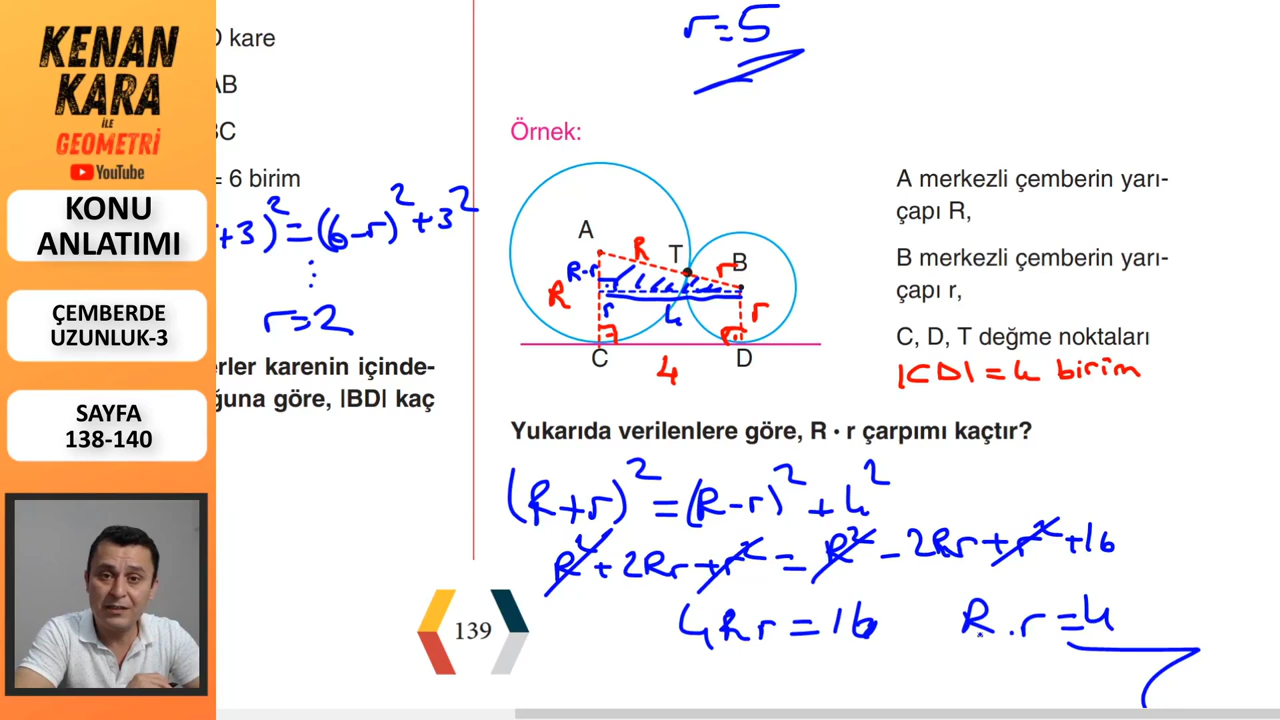 KENAN
KARA
İLE
GEOMETRİ
YouTube
KONU
ANLATIMI
ÇEMBERDE
UZUNLUK-3
SAYFA
138-140
kare
AB
= 6 birim
+3)² = (6-r)² + 3²
⋮
r=2
erler karenin içinde-
ğuna göre, |BD| kaç
139
r=5
Örnek:
A
T
B
R
r
R-r
R
r
4
r
C
D
4
A merkezli çemberin yarı-
çapı R,
B merkezli çemberin yarı-
çapı r,
C, D, T değme noktaları
|CD| = 4 birim
Yukarıda verilenlere göre, R · r çarpımı kaçtır?
(R+r)² = (R-r)² + 4²
R² + 2Rr + r² = R² - 2Rr + r² + 16
4Rr = 16
R.r = 4